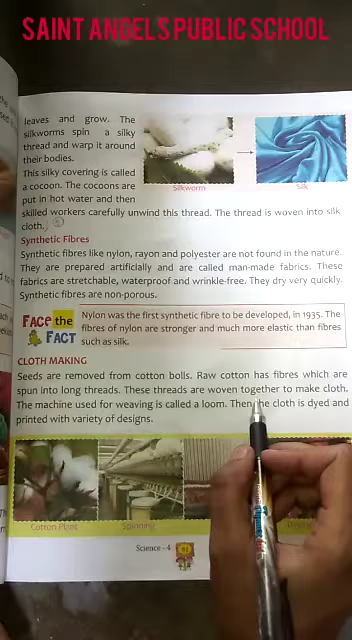 SAINT ANGEL'S PUBLIC SCHOOL
leaves and grow. The
silkworms spin a silky
thread and warp it around
their bodies.
This silky covering is called
a cocoon. The cocoons are
put in hot water and then
skilled workers carefully unwind this thread. The thread is woven into silk
cloth.
Silkworm
Silk
Synthetic Fibres
Synthetic fibres like nylon, rayon and polyester are not found in the nature.
They are prepared artificially and are called man-made fabrics. These
fabrics are stretchable, waterproof and wrinkle-free. They dry very quickly.
Synthetic fibres are non-porous.
FACE the
FACT
Nylon was the first synthetic fibre to be developed, in 1935. The
fibres of nylon are stronger and much more elastic than fibres
such as silk.
CLOTH MAKING
Seeds are removed from cotton bolls. Raw cotton has fibres which are
spun into long threads. These threads are woven together to make cloth.
The machine used for weaving is called a loom. Then the cloth is dyed and
printed with variety of designs.
Cotton Plant
Spinning
Science - 4